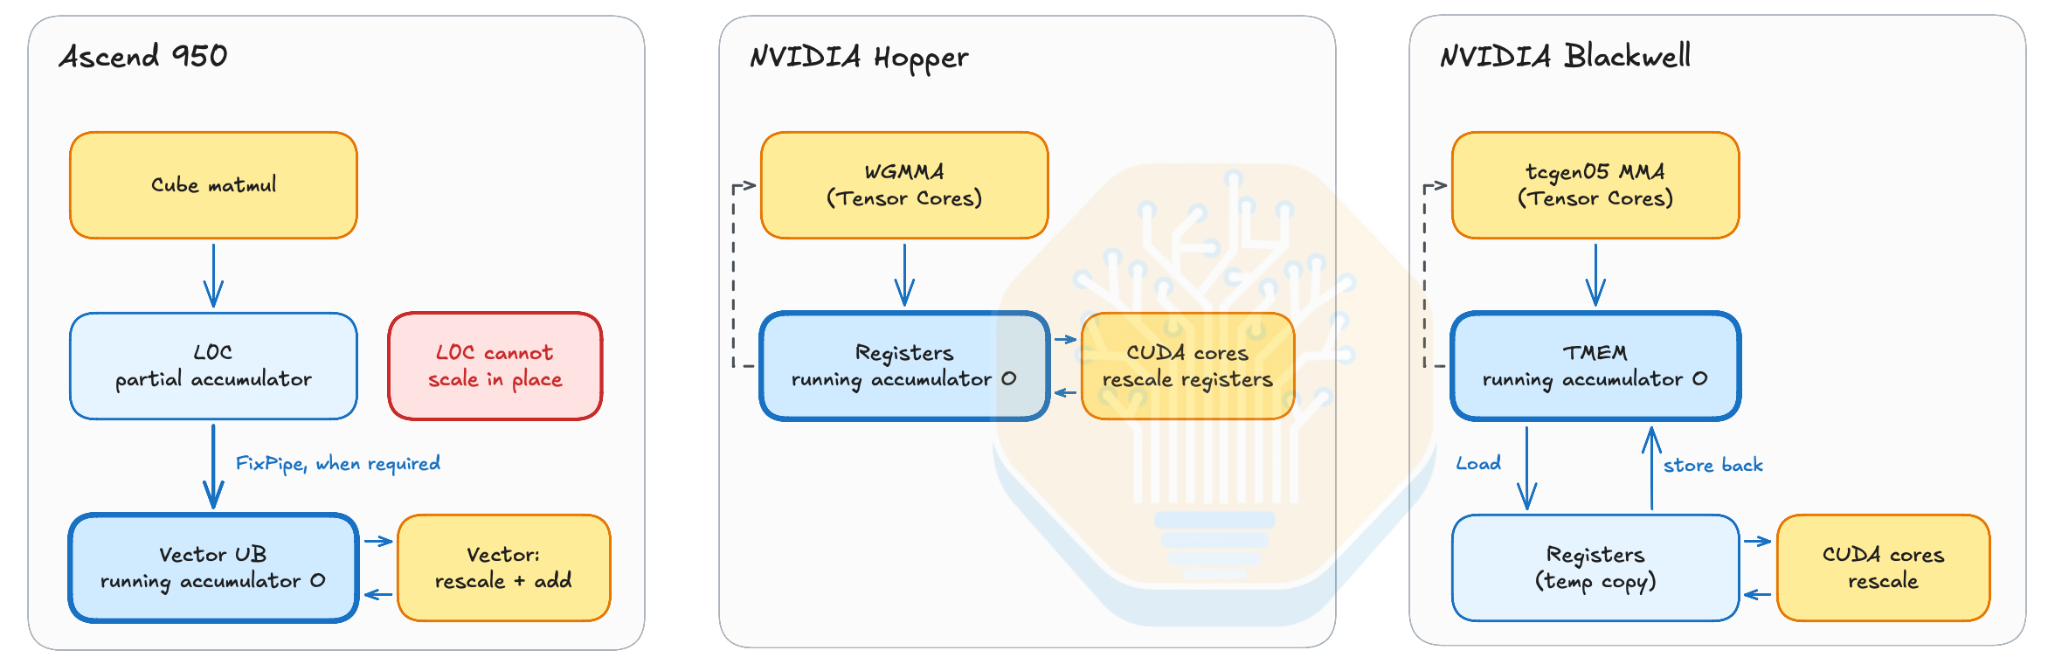 Ascend 950
Cube matmul
LOC
partial accumulator
LOC cannot
scale in place
FixPipe, when required
Vector UB
running accumulator O
Vector:
rescale + add
NVIDIA Hopper
WGMMA
(Tensor Cores)
Registers
running accumulator O
CUDA cores
rescale registers
NVIDIA Blackwell
tcgen05 MMA
(Tensor Cores)
TMEM
running accumulator O
Load
store back
Registers
(temp copy)
CUDA cores
rescale